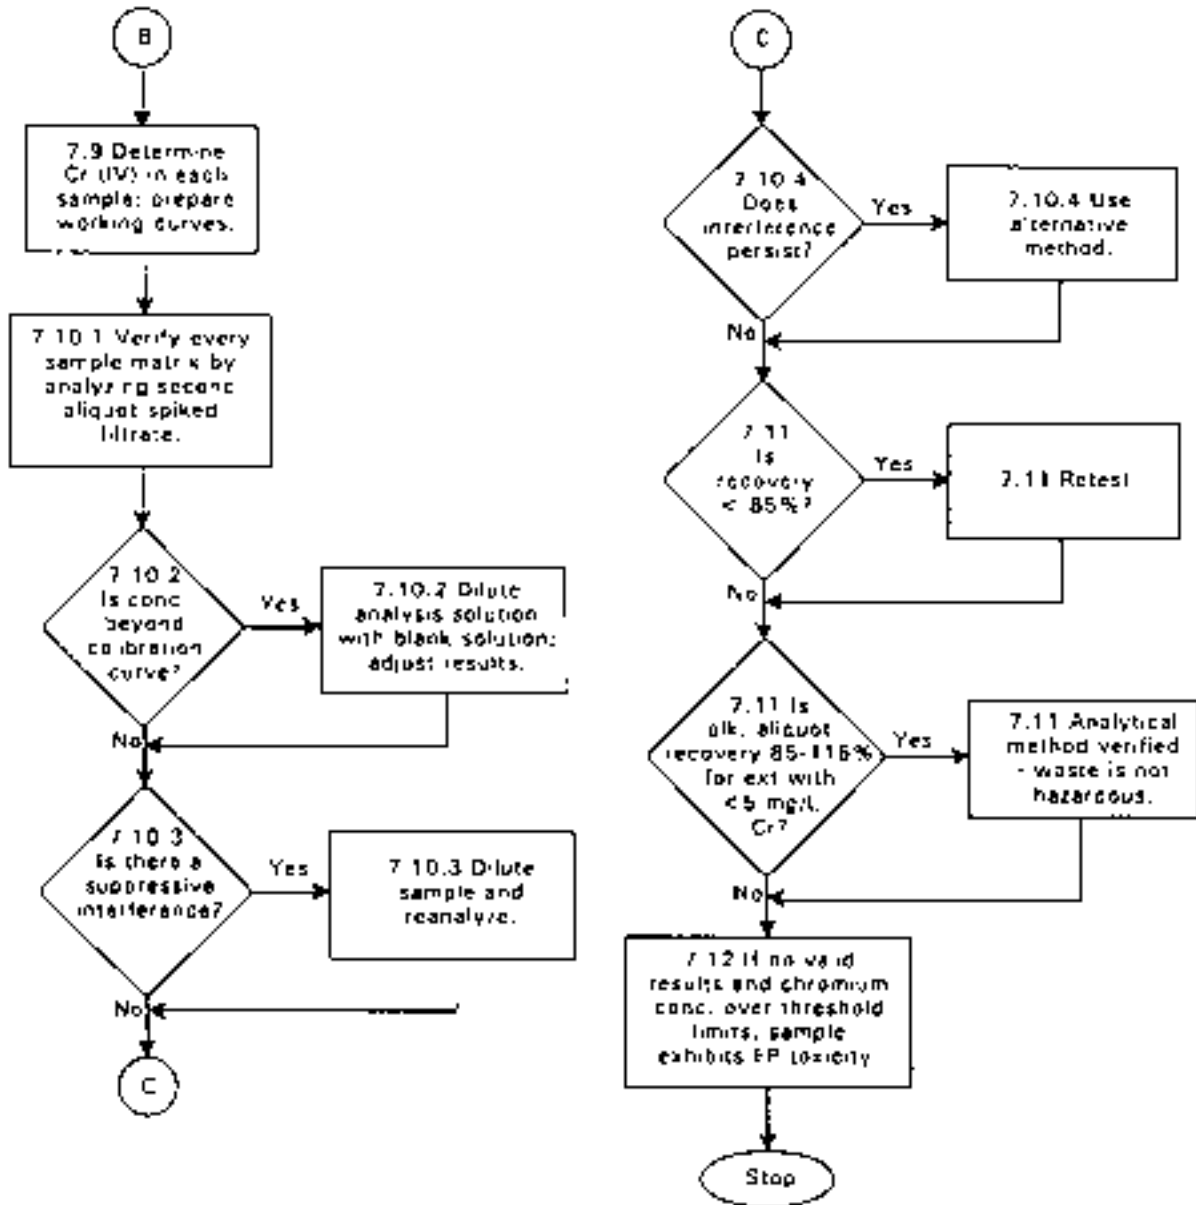 B
7.9 Determine
Cr (IV) in each
sample; prepare
working curves.
7.10.1 Verify every
sample matrix by
analyzing second
aliquot spiked
filtrate.
7.10.2
Is conc
beyond
calibration
curve?
Yes
7.10.2 Dilute
analysis solution
with blank solution;
adjust results.
No
7.10.3
Is there a
suppressive
interference?
Yes
7.10.3 Dilute
sample and
reanalyze.
No
C
C
7.10.4
Does
interference
persist?
Yes
7.10.4 Use
alternative
method.
No
7.11
Is
recovery
< 85%?
Yes
7.11 Retest
No
7.11 Is
alk. aliquot
recovery 85-115%
for ext with
<5 mg/L
Cr?
Yes
7.11 Analytical
method verified
- waste is not
hazardous.
No
7.12 If no valid
results and chromium
conc. over threshold
limits, sample
exhibits EP toxicity
Stop